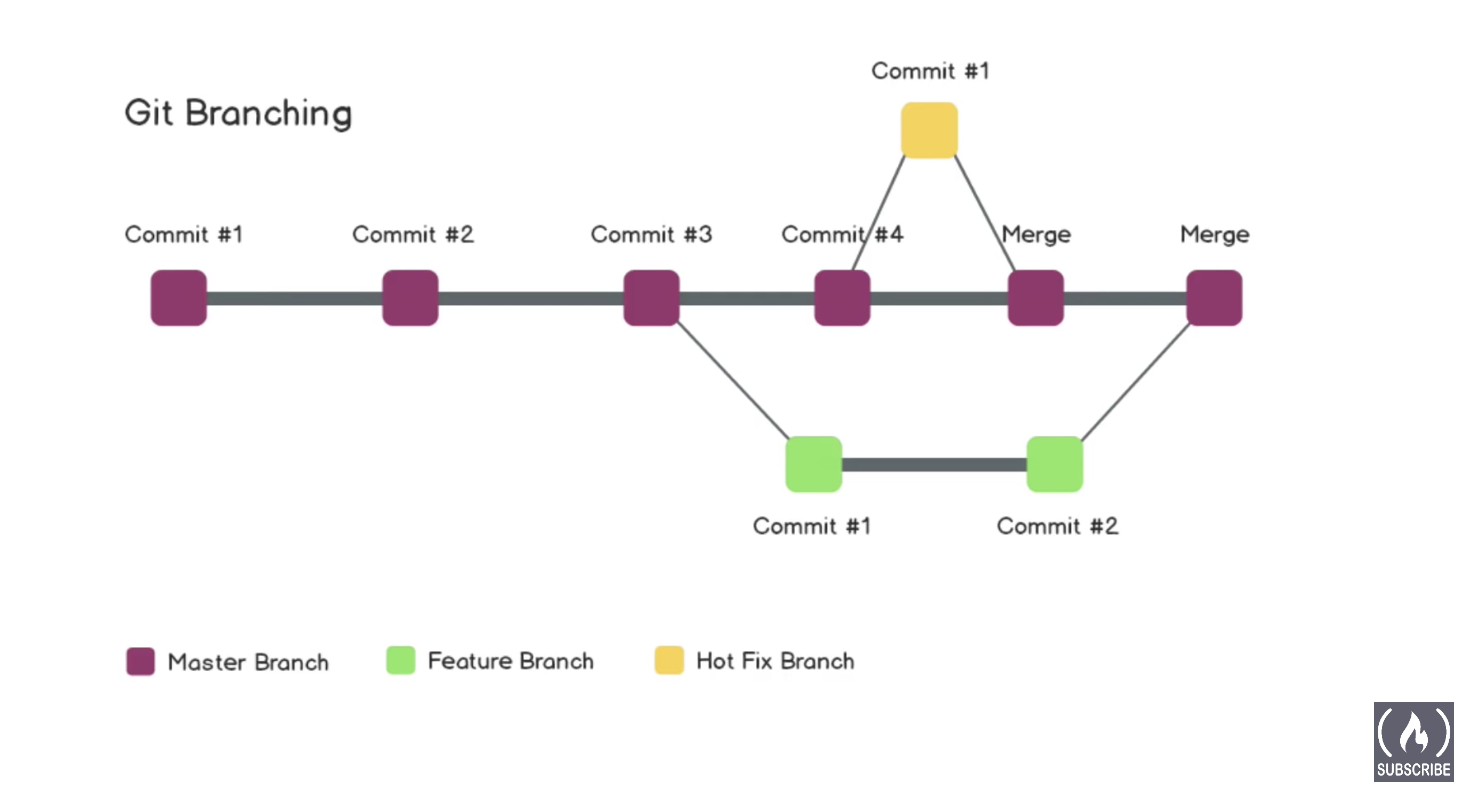 Commit #1
Git Branching
Commit #1
Commit #2
Commit #3
Commit #4
Merge
Merge
Commit #1
Commit #2
Master Branch
Feature Branch
Hot Fix Branch
SUBSCRIBE